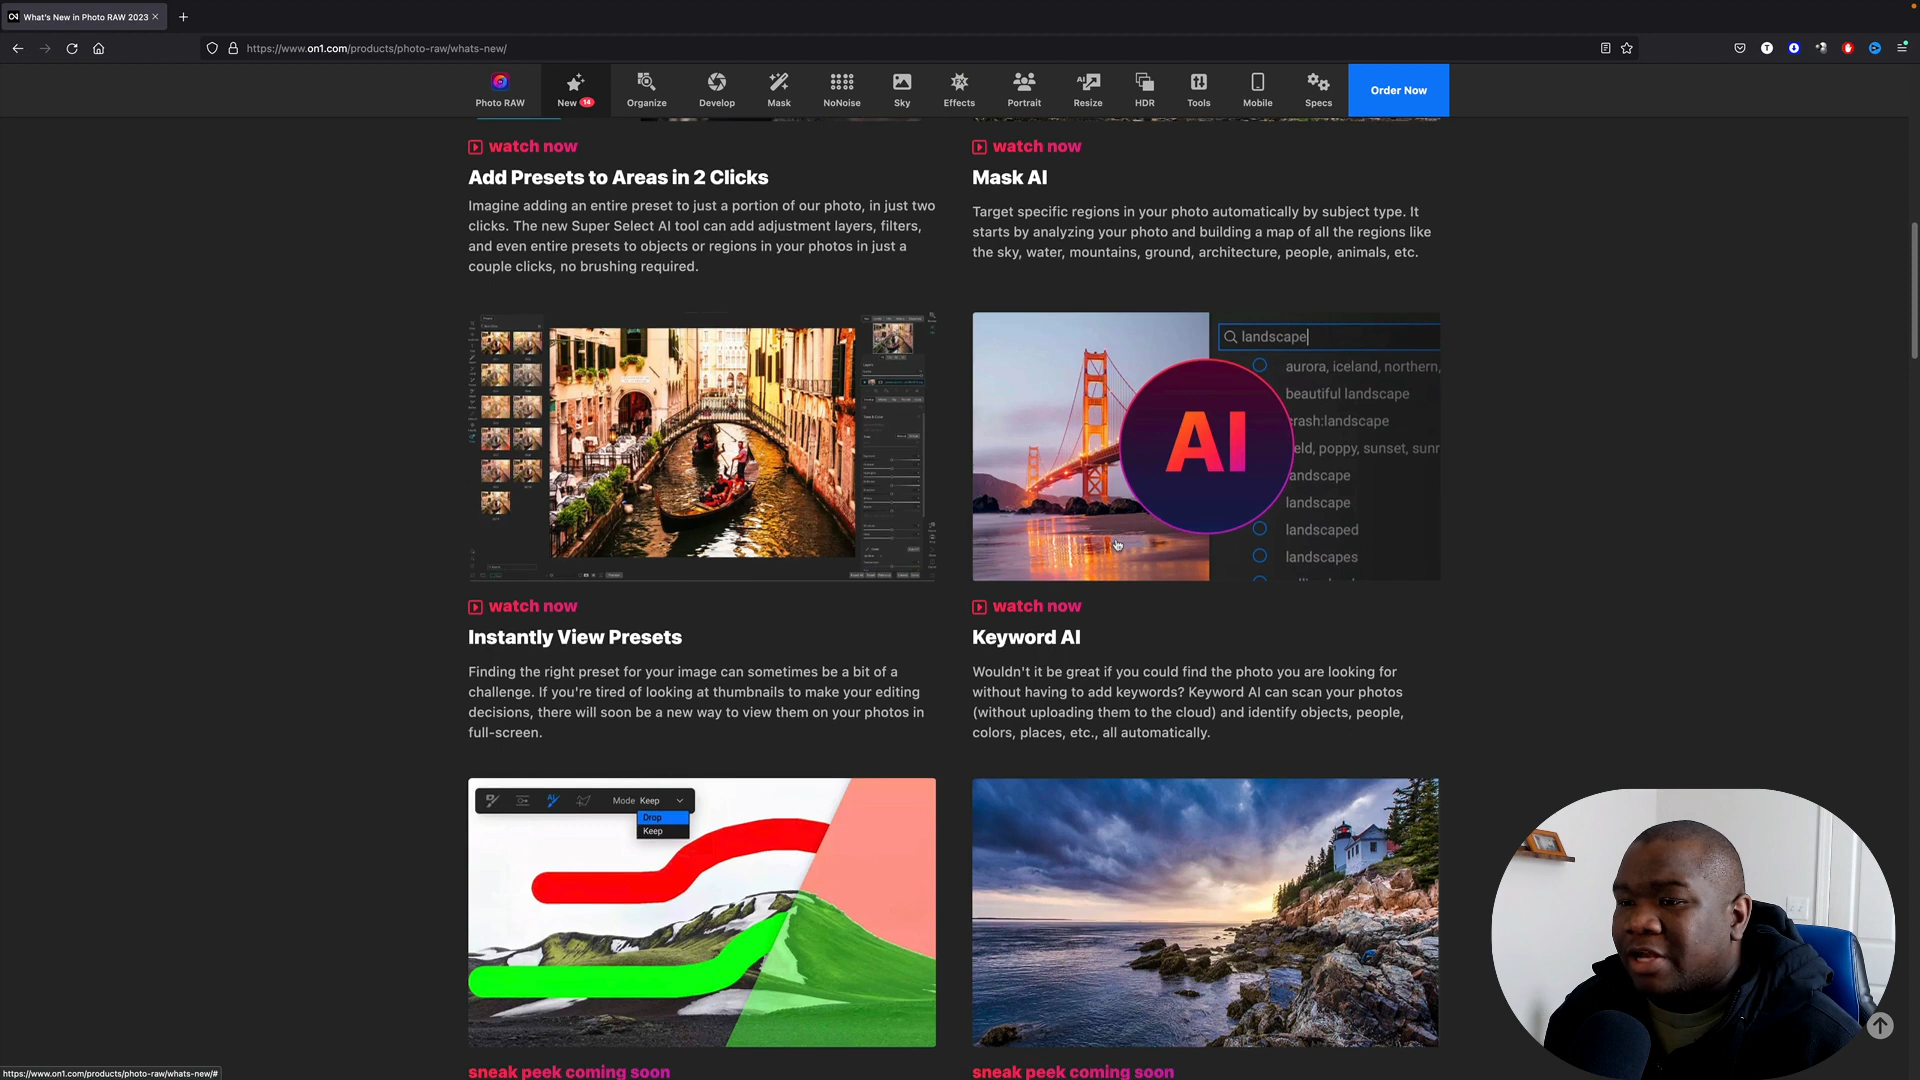 What's New in Photo RAW 2023
https://www.on1.com/products/photo-raw/whats-new/
Photo RAW
New 14
Organize
Develop
Mask
NoNoise
Sky
Effects
Portrait
AI
Resize
HDR
Tools
Mobile
Specs
Order Now
watch now
Add Presets to Areas in 2 Clicks
Imagine adding an entire preset to just a portion of our photo, in just two
clicks. The new Super Select AI tool can add adjustment layers, filters,
and even entire presets to objects or regions in your photos in just a
couple clicks, no brushing required.
watch now
Mask AI
Target specific regions in your photo automatically by subject type. It
starts by analyzing your photo and building a map of all the regions like
the sky, water, mountains, ground, architecture, people, animals, etc.
landscape
aurora, iceland, northern,
beautiful landscape
crash:landscape
eld, poppy, sunset, sunr
landscape
landscape
landscaped
landscapes
AI
watch now
Instantly View Presets
Finding the right preset for your image can sometimes be a bit of a
challenge. If you're tired of looking at thumbnails to make your editing
decisions, there will soon be a new way to view them on your photos in
full-screen.
watch now
Keyword AI
Wouldn't it be great if you could find the photo you are looking for
without having to add keywords? Keyword AI can scan your photos
(without uploading them to the cloud) and identify objects, people,
colors, places, etc., all automatically.
Mode Keep
Drop
Keep
sneak peek coming soon
sneak peek coming soon
https://www.on1.com/products/photo-raw/whats-new/#